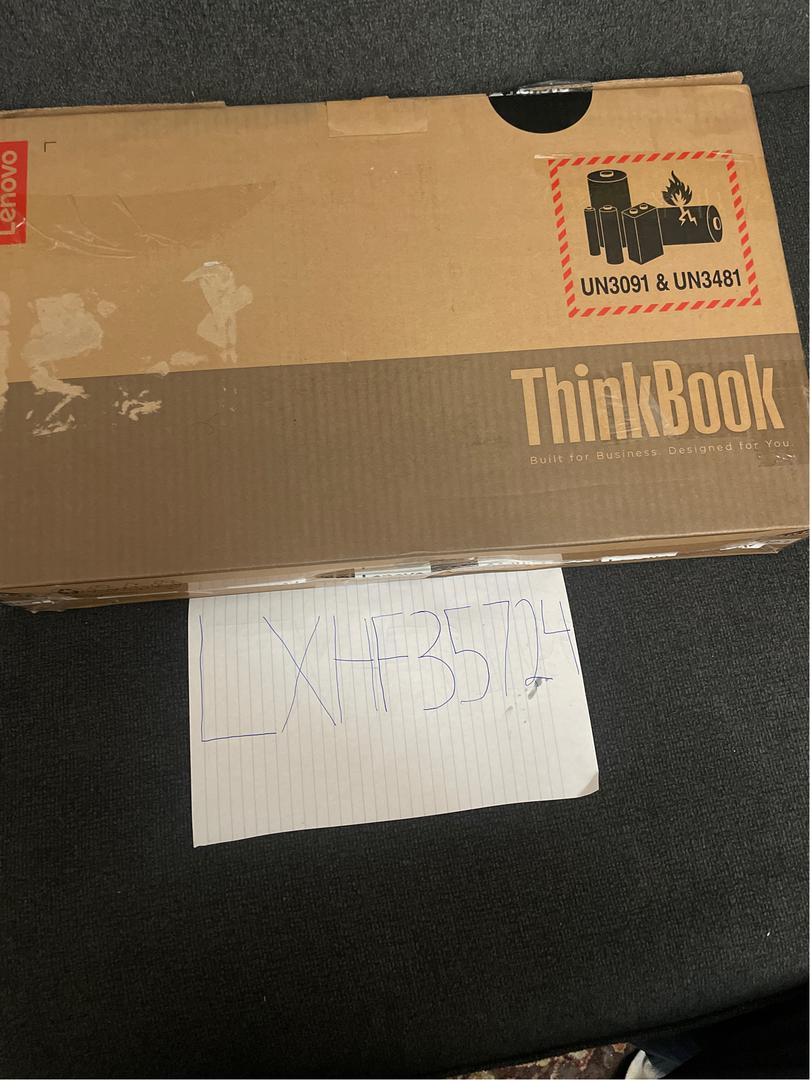 Lenovo
UN3091 & UN3481
ThinkBook
Built for Business. Designed for You.
LXHF35724